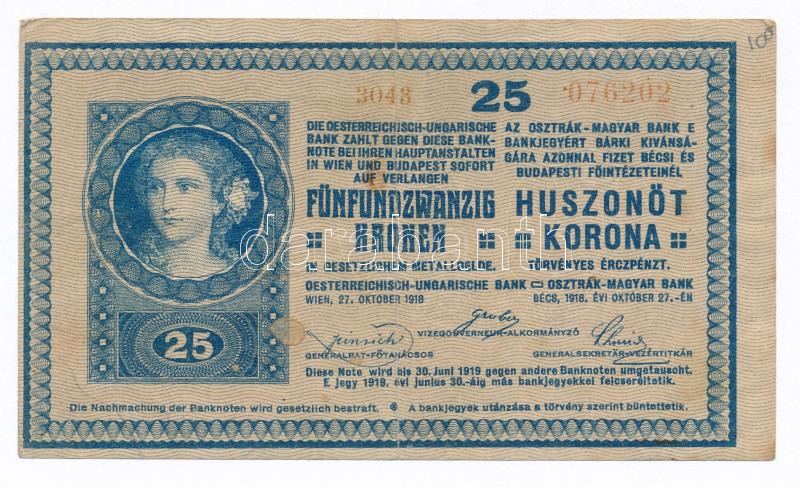 100
3043 25 076202
DIE OESTERREICHISCH-UNGARISCHE
BANK ZAHLT GEGEN DIESE BANK-
NOTE BEI IHREN HAUPTANSTALTEN
IN WIEN UND BUDAPEST SOFORT
AUF VERLANGEN
FÜNFUNDZWANZIG
KRONEN
IN GESETZLICHEM METALLGELDE.
AZ OSZTRÁK-MAGYAR BANK E
BANKJEGYÉRT BÁRKI KIVÁNSÁ-
GÁRA AZONNAL FIZET BÉCSI ÉS
BUDAPESTI FŐINTÉZETEINÉL
HUSZONÖT
KORONA
TÖRVÉNYES ÉRCZPÉNZT.
darabanth
OESTERREICHISCH-UNGARISCHE BANK OSZTRÁK-MAGYAR BANK
WIEN, 27. OKTOBER 1918 BÉCS, 1918. ÉVI OKTÓBER 27.-ÉN
Gruber
VIZEGOUVERNEUR-ALKORMÁNYZÓ
GENERALRAT-FŐTANÁCSOS GENERALSEKRETÄR-VEZÉRTITKÁR
25
Diese Note wird bis 30. Juni 1919 gegen andere Banknoten umgetauscht.
E jegy 1919. évi junius 30.-áig más bankjegyekkel felcseréltetik.
Die Nachmachung der Banknoten wird gesetzlich bestraft. A bankjegyek utánzása a törvény szerint büntettetik.